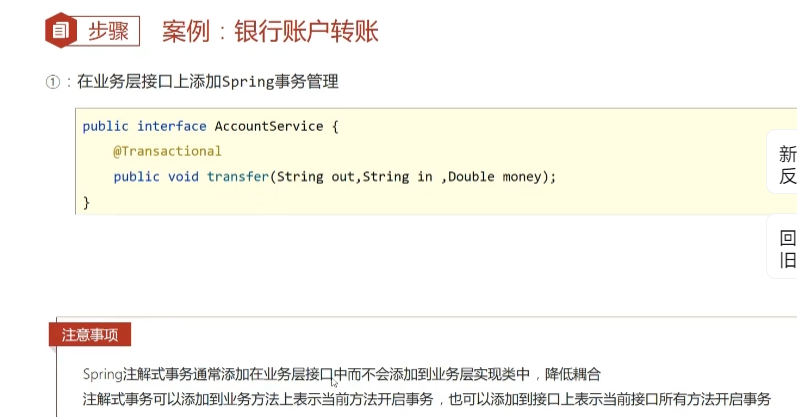 步骤 案例：银行账户转账
①：在业务层接口上添加Spring事务管理
public interface AccountService {
@Transactional
public void transfer(String out,String in ,Double money);
}
新
反
回
旧
注意事项
Spring注解式事务通常添加在业务层接口中而不会添加到业务层实现类中，降低耦合
注解式事务可以添加到业务方法上表示当前方法开启事务，也可以添加到接口上表示当前接口所有方法开启事务